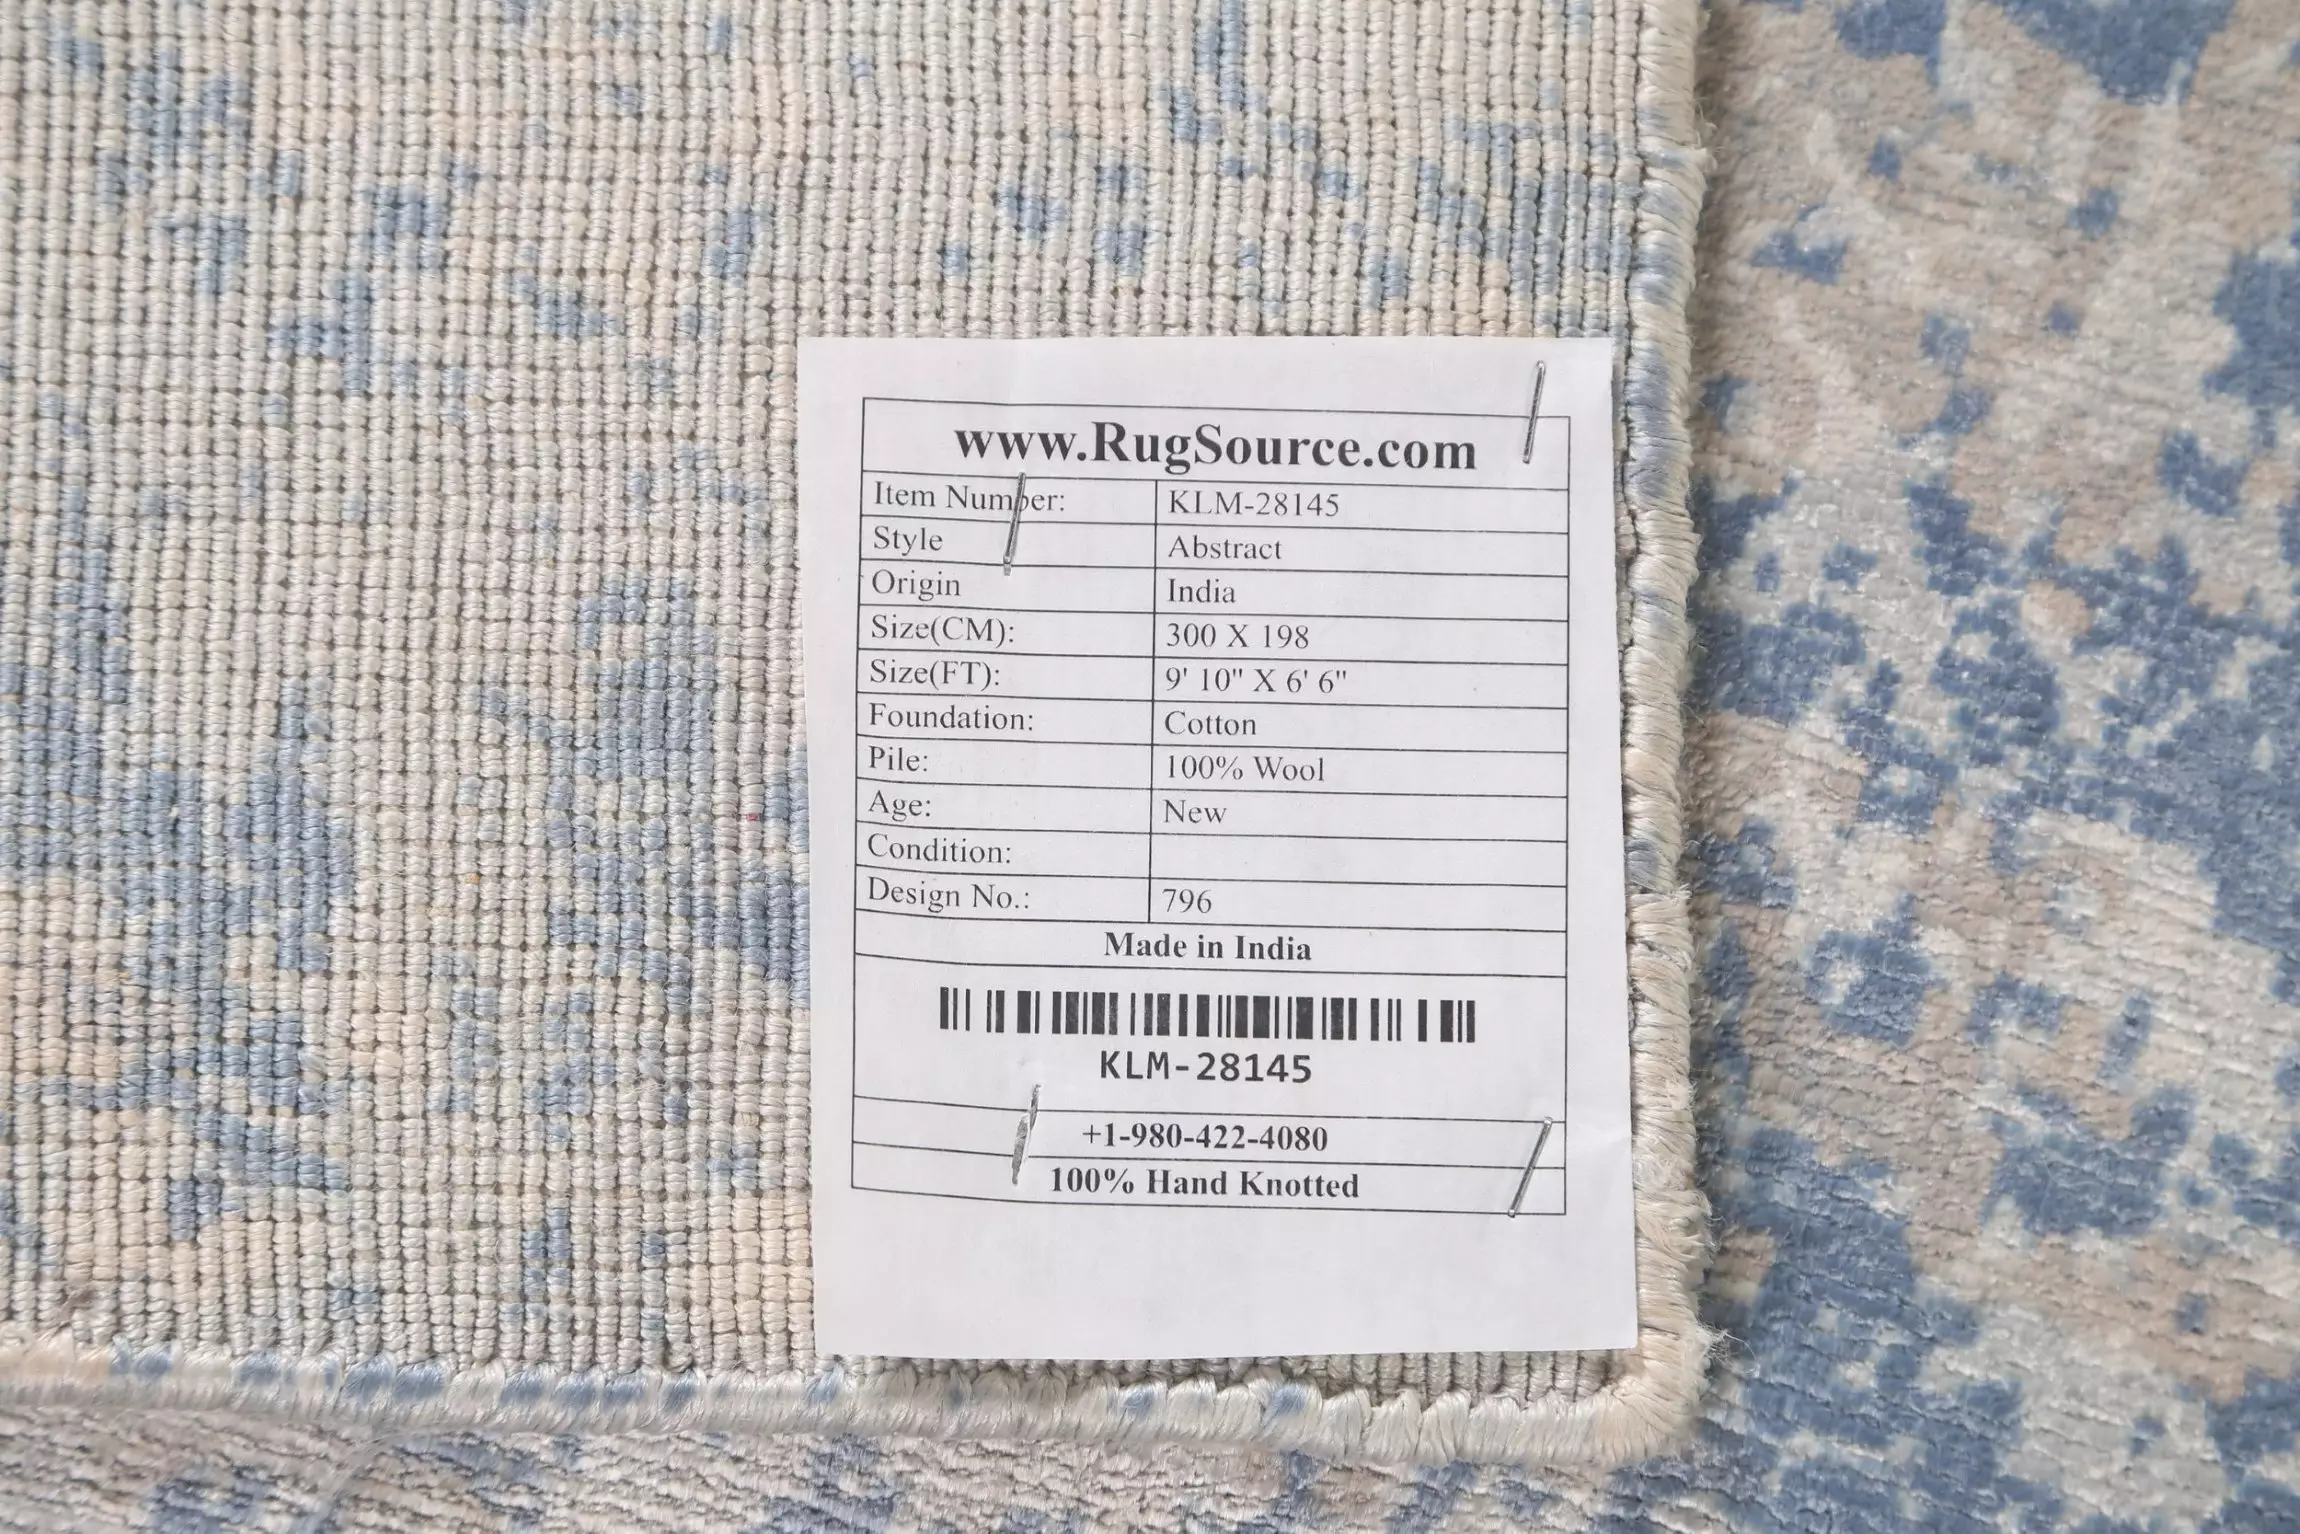 www.RugSource.com
Item Number: KLM-28145
Style Abstract
Origin India
Size(CM): 300 X 198
Size(FT): 9' 10" X 6' 6"
Foundation: Cotton
Pile: 100% Wool
Age: New
Condition:
Design No.: 796
Made in India
KLM-28145
+1-980-422-4080
100% Hand Knotted